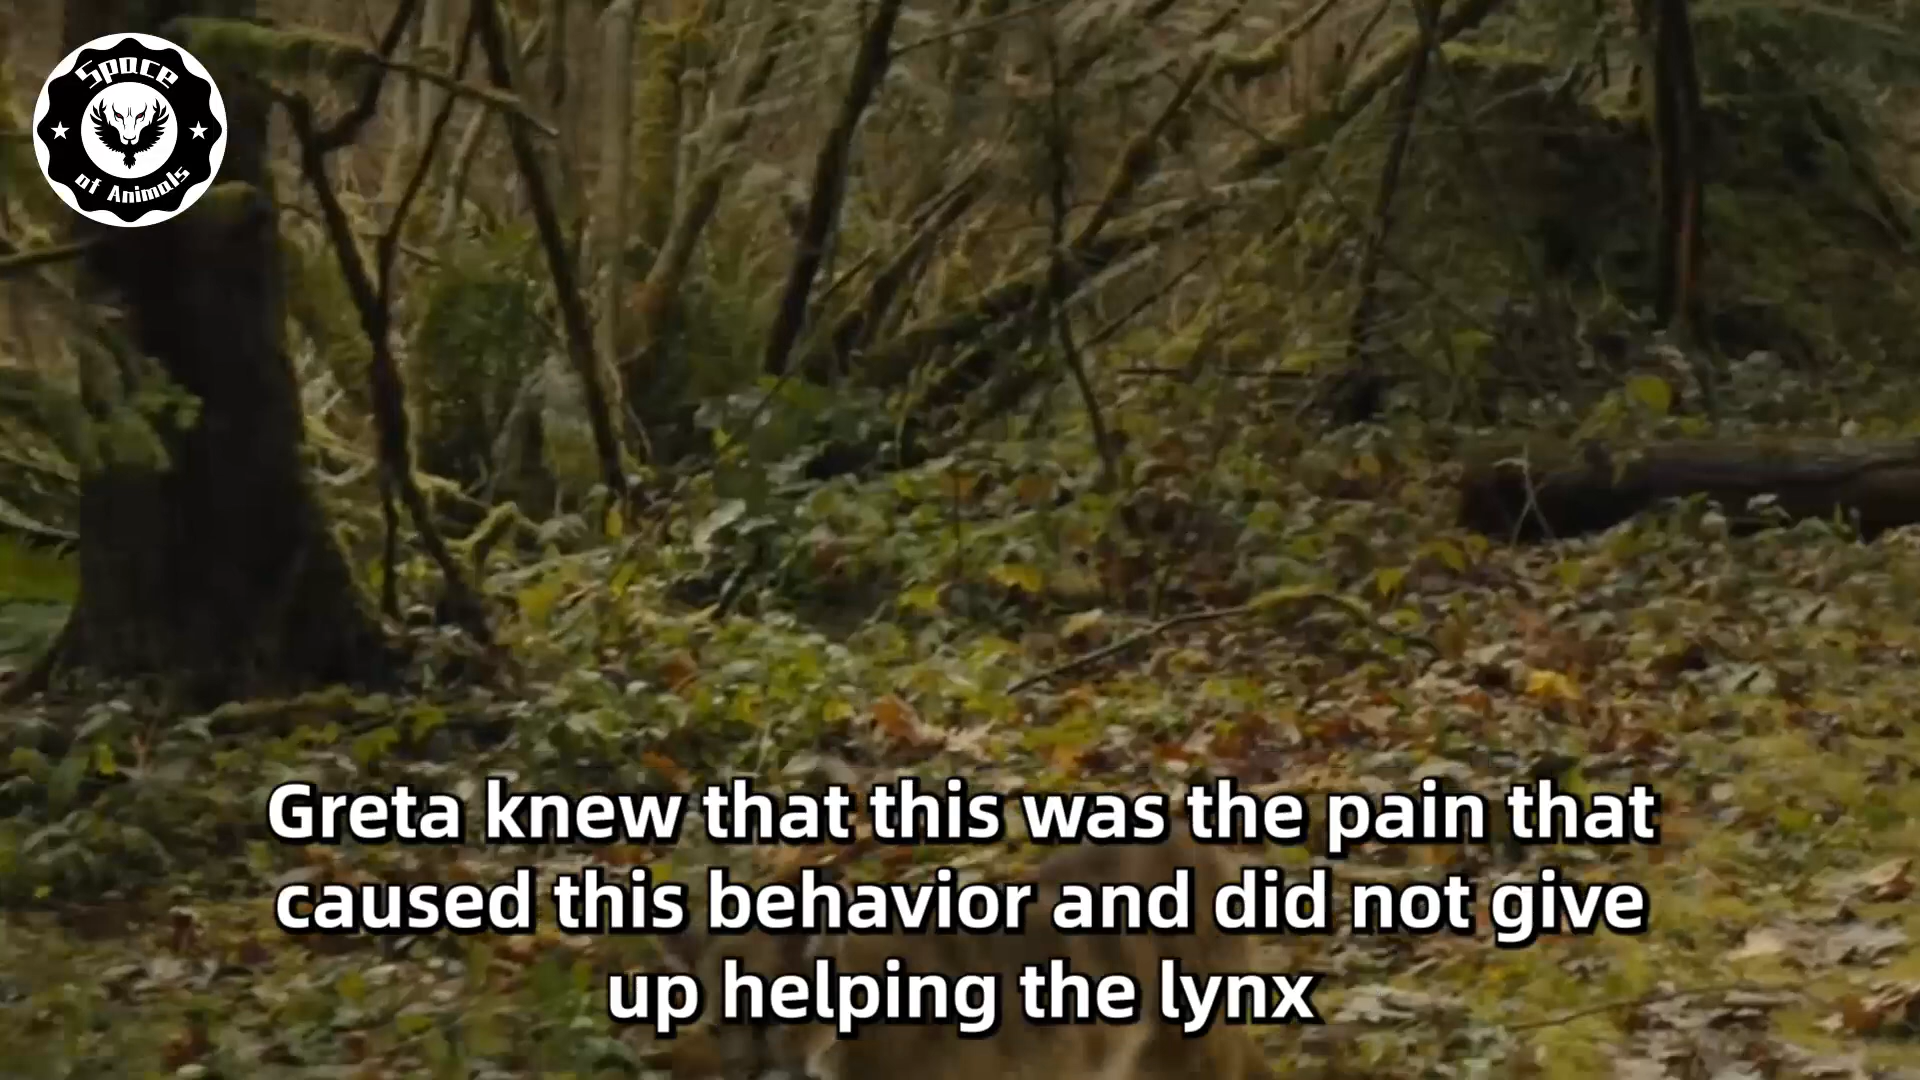 Space
of Animals
Greta knew that this was the pain that
caused this behavior and did not give
up helping the lynx